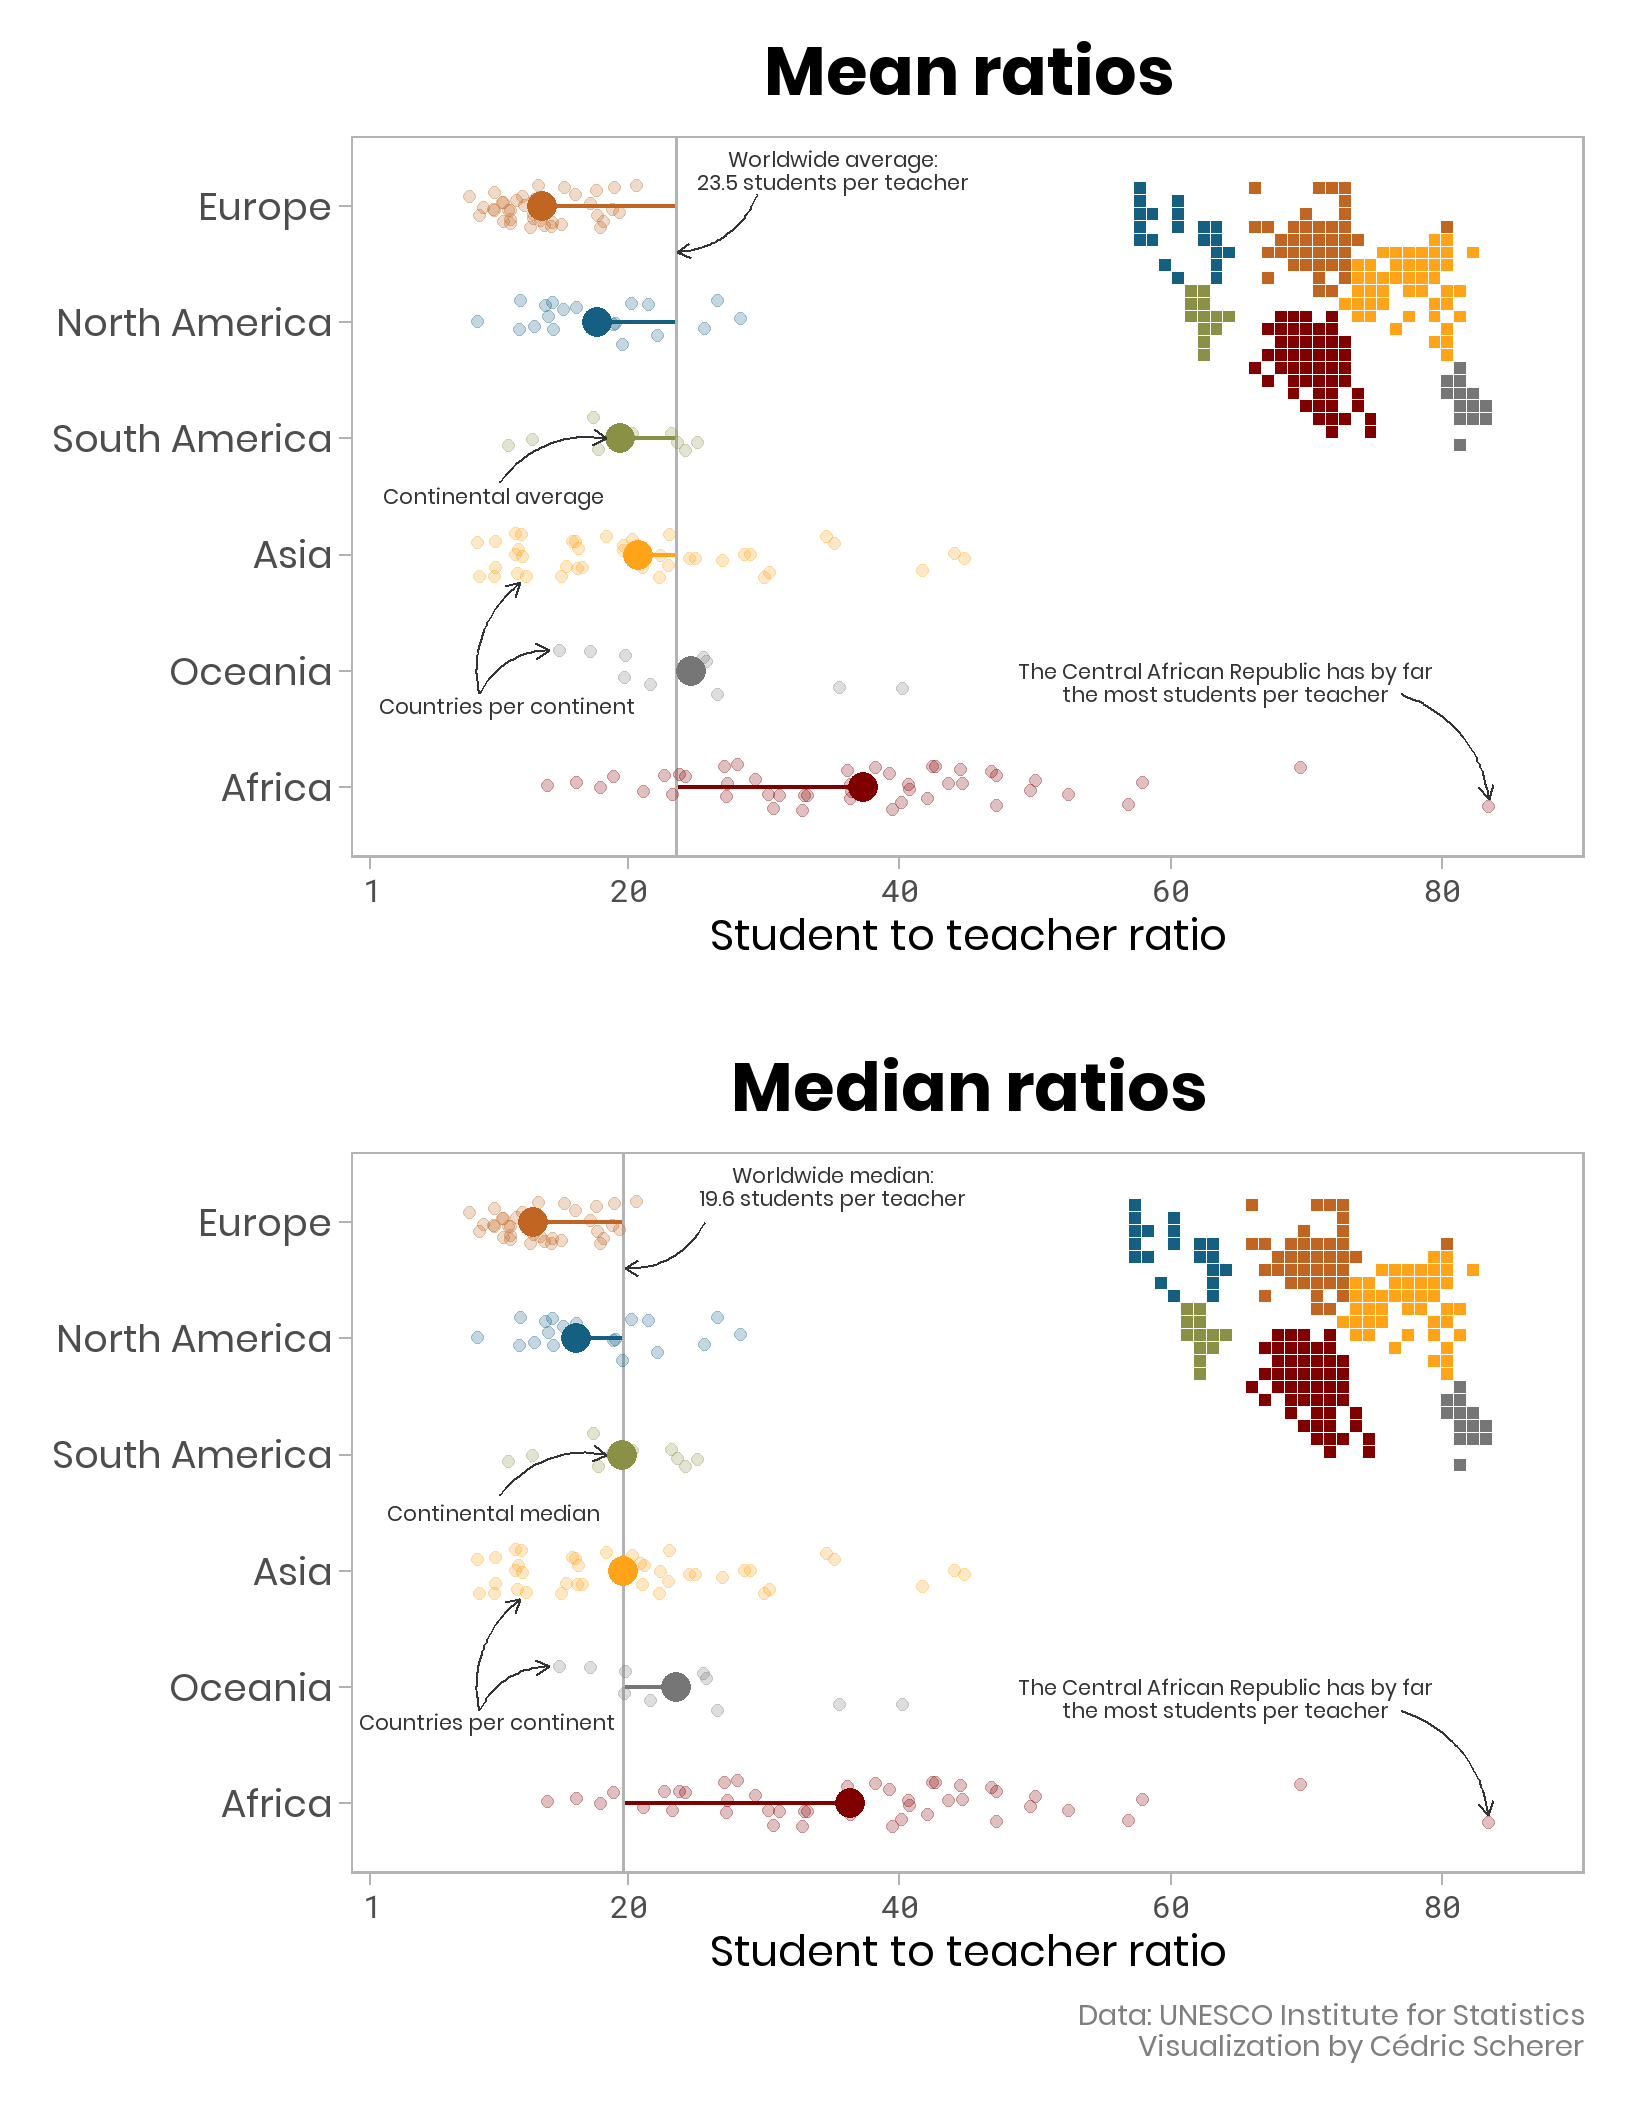 Mean ratios
Worldwide average:
23.5 students per teacher
Europe
North America
South America
Continental average
Asia
Oceania
The Central African Republic has by far
the most students per teacher
Countries per continent
Africa
1 20 40 60 80
Student to teacher ratio
Median ratios
Worldwide median:
19.6 students per teacher
Europe
North America
South America
Continental median
Asia
Oceania
The Central African Republic has by far
the most students per teacher
Countries per continent
Africa
1 20 40 60 80
Student to teacher ratio
Data: UNESCO Institute for Statistics
Visualization by Cédric Scherer